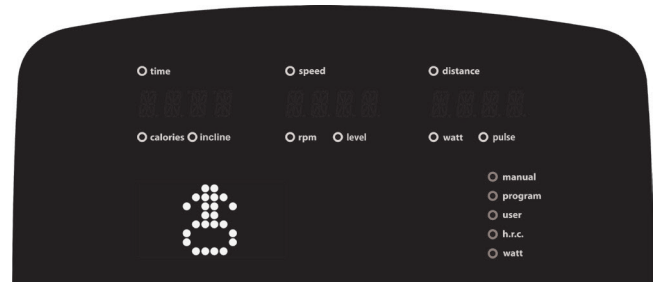 time speed distance
calories incline rpm level watt pulse
manual
program
user
h.r.c.
watt